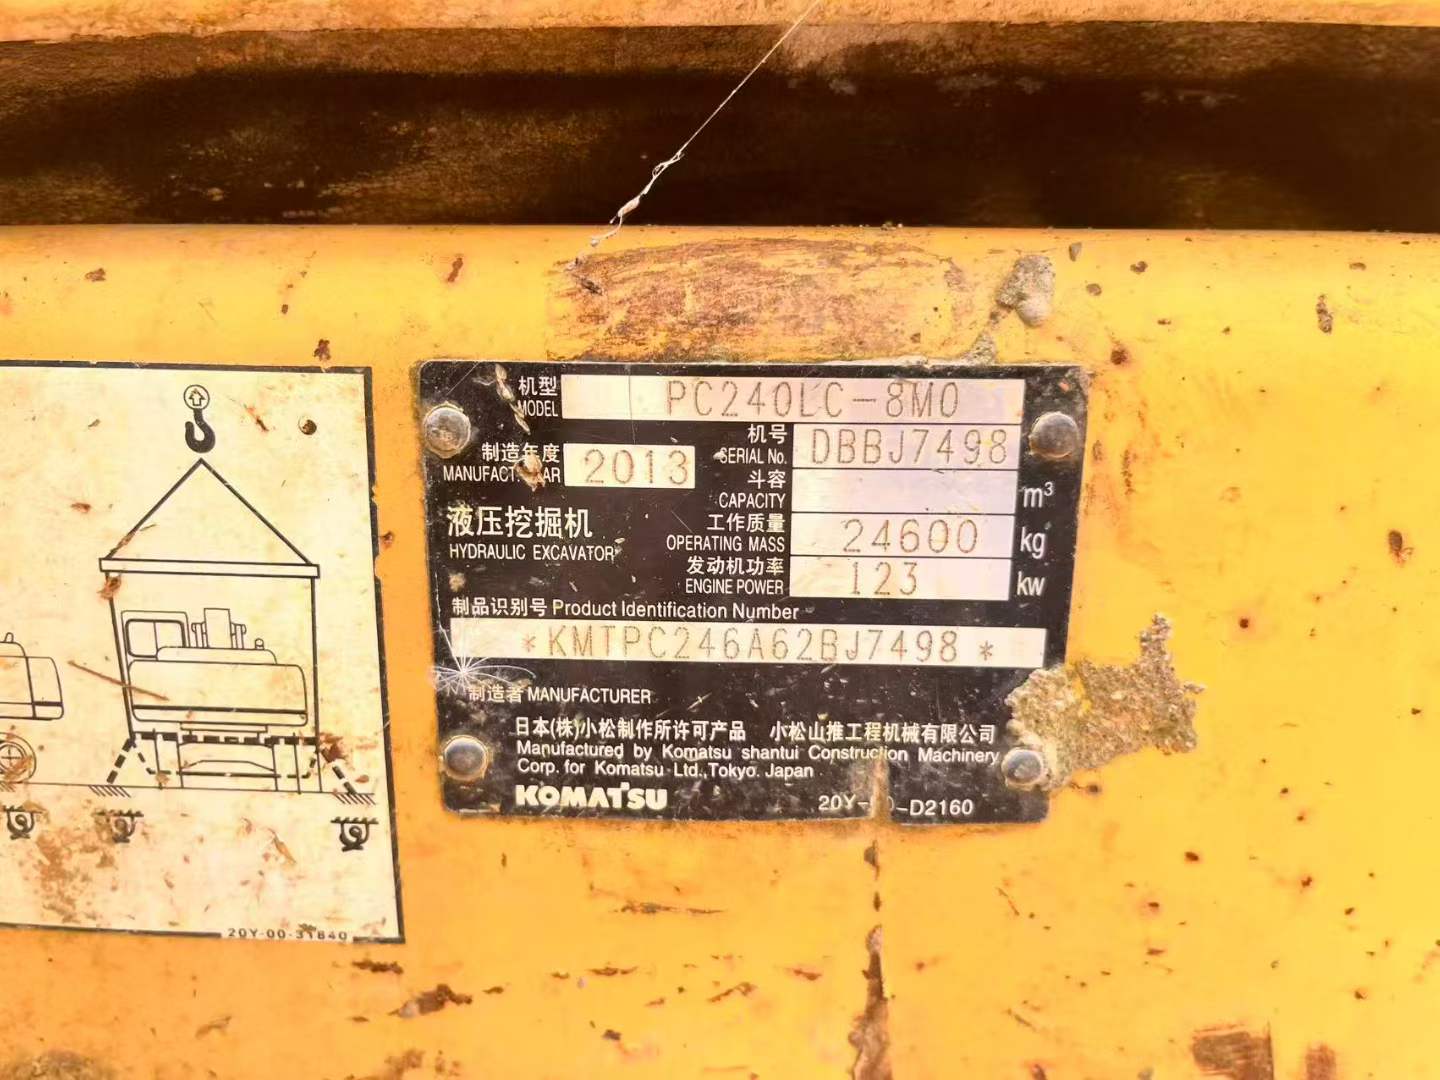 机型
MODEL
PC240LC-8M0
机号
SERIAL No.
DBBJ7498
制造年度
2013
斗容
CAPACITY
m³
液压挖掘机
HYDRAULIC EXCAVATOR
工作质量
OPERATING MASS
24600
kg
发动机功率
ENGINE POWER
123
kw
制品识别号 Product Identification Number
*KMTPC246A62BJ7498*
制造者 MANUFACTURER
日本(株)小松制作所许可产品 小松山推工程机械有限公司
Manufactured by Komatsu shantui Construction Machinery
Corp. for Komatsu Ltd.,Tokyo. Japan
KOMATSU
-D2160
20Y-00-31840